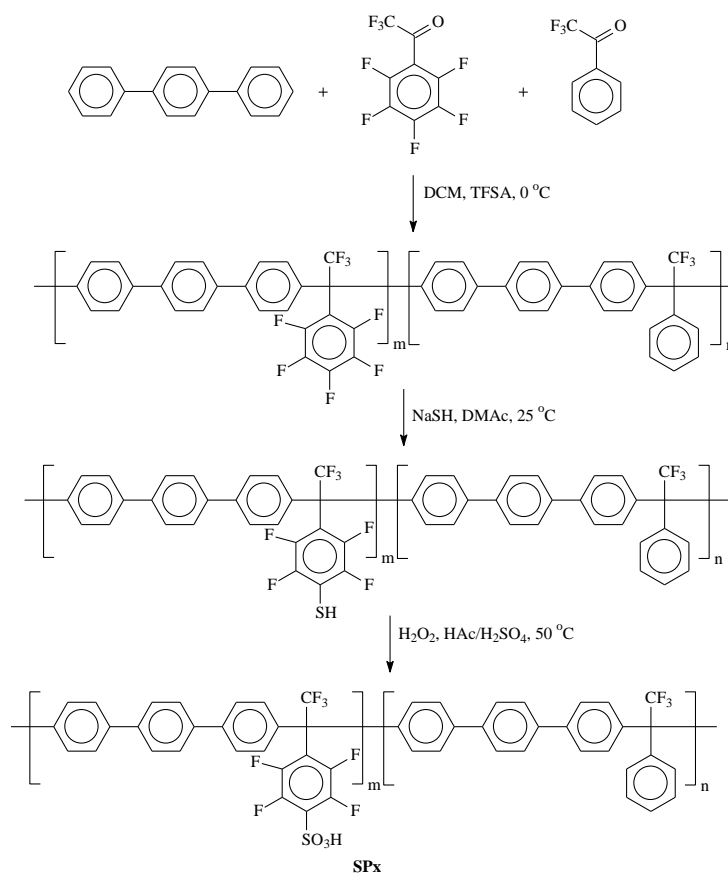 F₃C O F₃C O
F F
+ +
F F
F
DCM, TFSA, 0 °C
CF₃ CF₃
F F
F F m
F
NaSH, DMAc, 25 °C
CF₃ CF₃
F F
F F m n
SH
H₂O₂, HAc/H₂SO₄, 50 °C
CF₃ CF₃
F F
F F m n
SO₃H
SPx